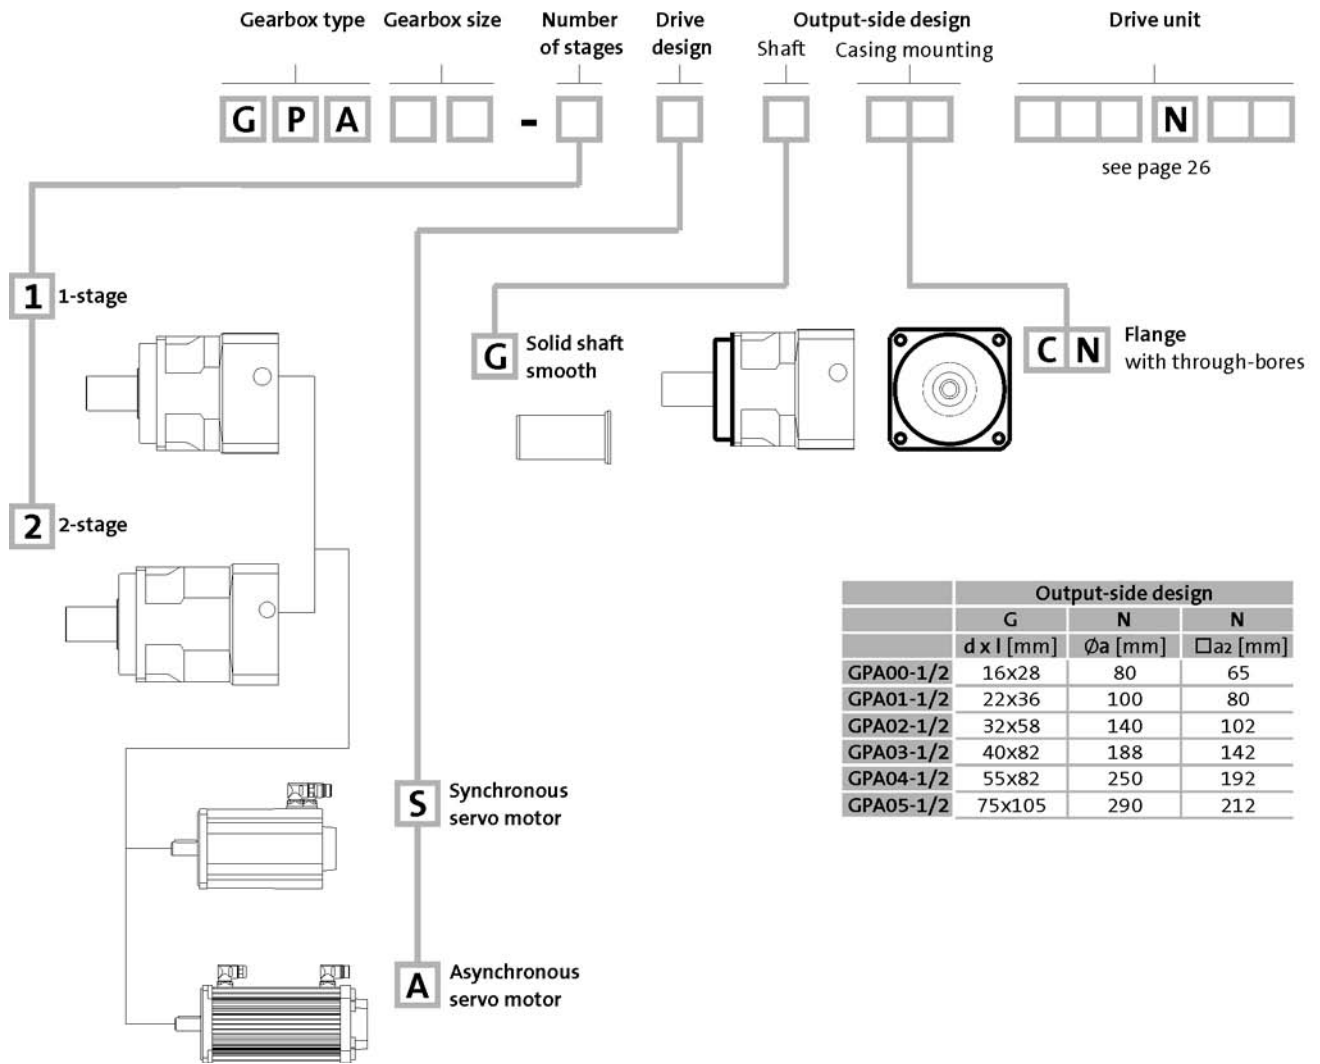 Gearbox type Gearbox size Number of stages Drive design Output-side design Drive unit
Shaft Casing mounting
G P A - N
see page 26
1 1-stage
G Solid shaft
smooth
C N Flange
with through-bores
2 2-stage
Output-side design
G N N
d x l [mm] Øa [mm] □a2 [mm]
GPA00-1/2 16x28 80 65
GPA01-1/2 22x36 100 80
GPA02-1/2 32x58 140 102
GPA03-1/2 40x82 188 142
GPA04-1/2 55x82 250 192
GPA05-1/2 75x105 290 212
S Synchronous
servo motor
A Asynchronous
servo motor